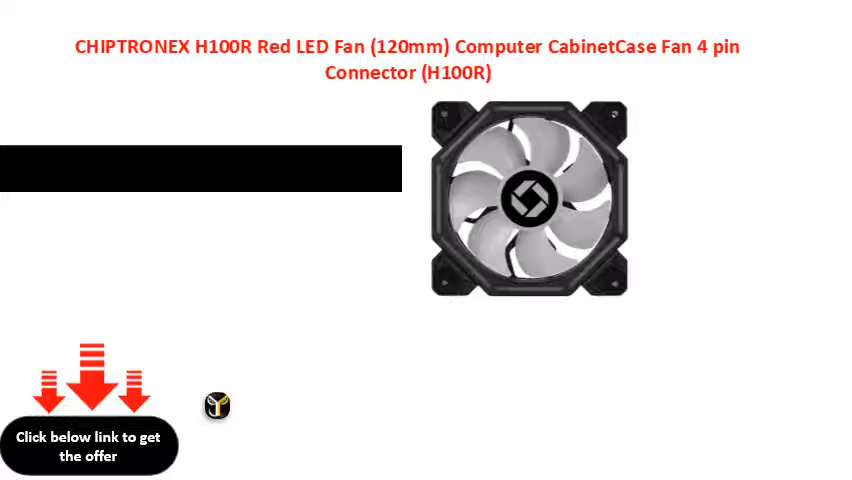 CHIPTRONEX H100R Red LED Fan (120mm) Computer CabinetCase Fan 4 pin
Connector (H100R)
Click below link to get
the offer